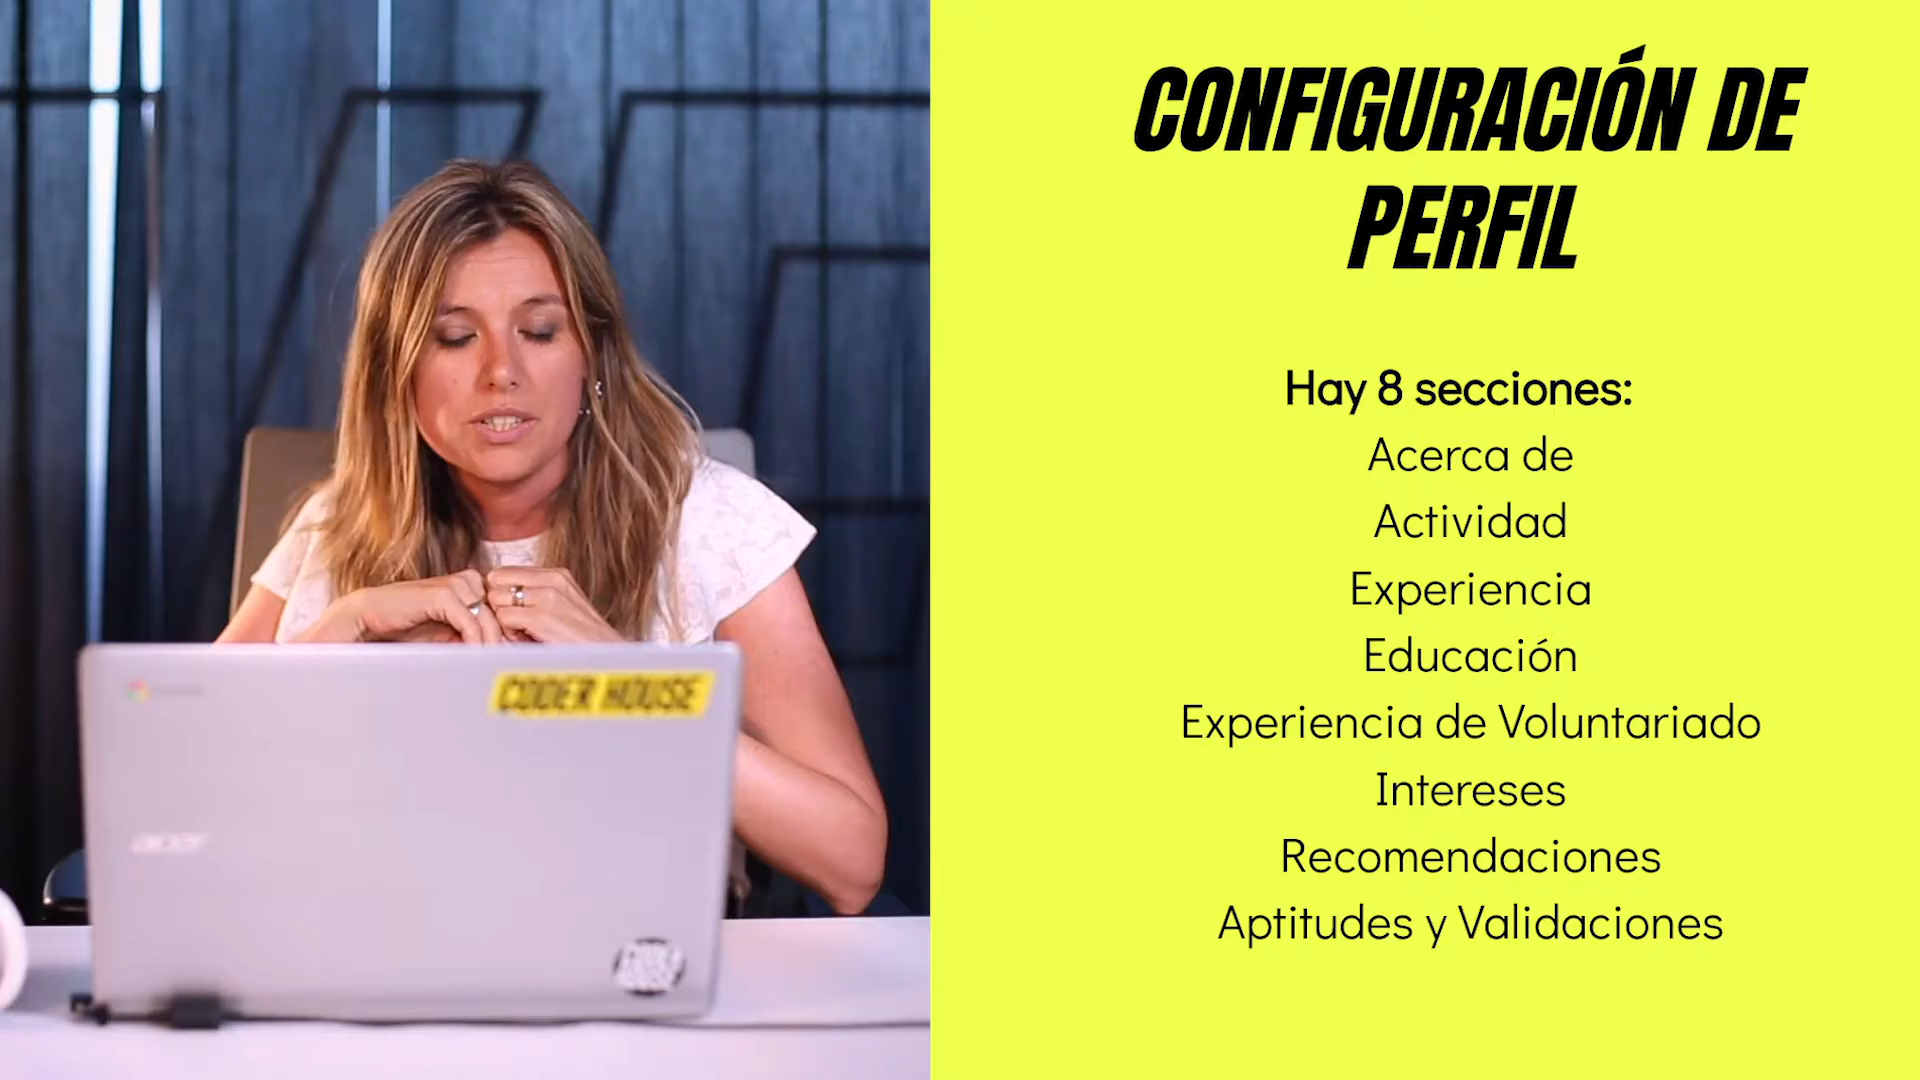 CONFIGURACIÓN DE
PERFIL
Hay 8 secciones:
Acerca de
Actividad
Experiencia
Educación
Experiencia de Voluntariado
Intereses
Recomendaciones
Aptitudes y Validaciones
CODER HOUSE
acer